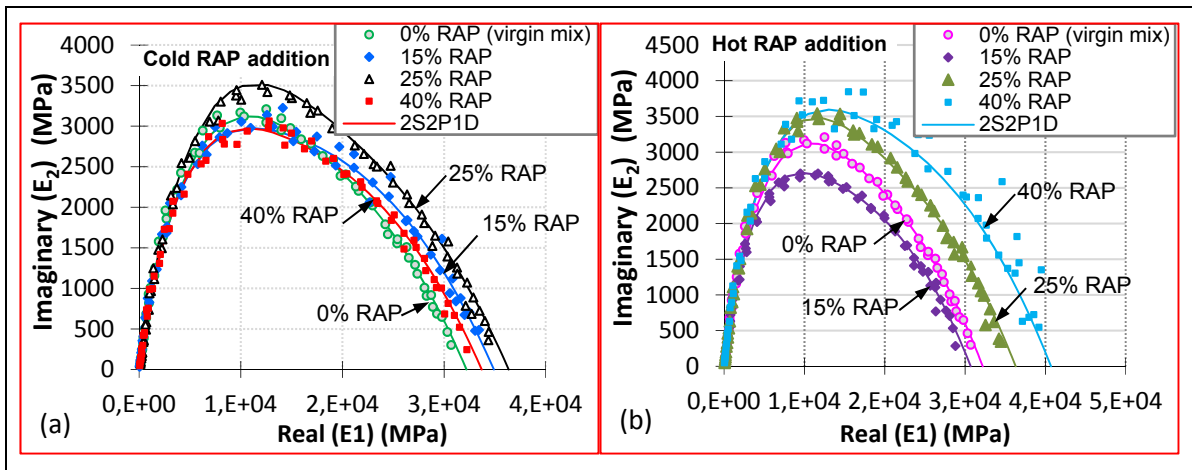 Cold RAP addition
0% RAP (virgin mix)
15% RAP
25% RAP
40% RAP
2S2P1D
4000
3500
3000
2500
2000
1500
1000
500
0
Imaginary (E2) (MPa)
25% RAP
40% RAP
15% RAP
0% RAP
0,E+00
1,E+04
2,E+04
3,E+04
4,E+04
Real (E1) (MPa)
(a)
Hot RAP addition
0% RAP (virgin mix)
15% RAP
25% RAP
40% RAP
2S2P1D
4500
4000
3500
3000
2500
2000
1500
1000
500
0
Imaginary (E2) (MPa)
40% RAP
0% RAP
25% RAP
15% RAP
0,E+00
1,E+04
2,E+04
3,E+04
4,E+04
5,E+04
Real (E1) (MPa)
(b)